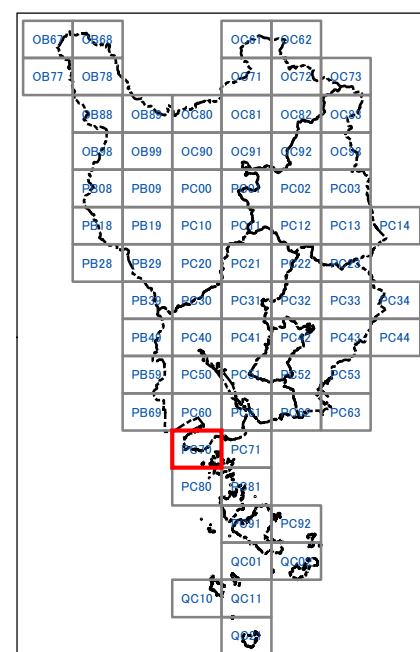 OB67 OB68 OC61 OC62
OB77 OB78 OC71 OC72 OC73
OB88 OB89 OC80 OC81 OC82 OC83
OB98 OB99 OC90 OC91 OC92 OC93
PB08 PB09 PC00 PC01 PC02 PC03
PB18 PB19 PC10 PC11 PC12 PC13 PC14
PB28 PB29 PC20 PC21 PC22 PC23
PB39 PC30 PC31 PC32 PC33 PC34
PB49 PC40 PC41 PC42 PC43 PC44
PB59 PC50 PC51 PC52 PC53
PB69 PC60 PC61 PC62 PC63
PC70 PC71
PC80 PC81
PC91 PC92
QC01 QC02
QC10 QC11
QC21